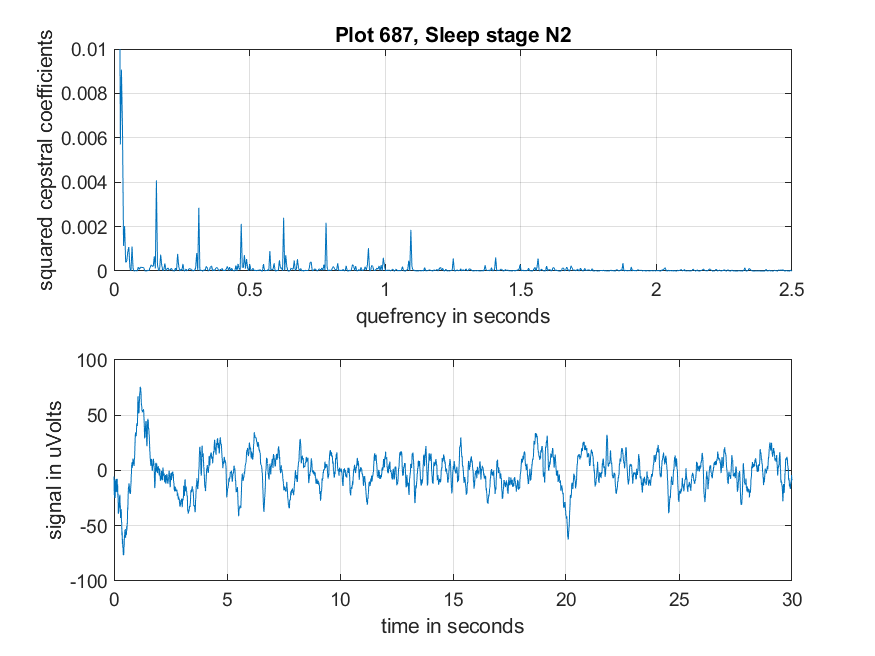 Plot 687, Sleep stage N2
squared cepstral coefficients
0.01
0.008
0.006
0.004
0.002
0
0 0.5 1 1.5 2 2.5
quefrency in seconds
signal in uVolts
100
50
0
-50
-100
0 5 10 15 20 25 30
time in seconds